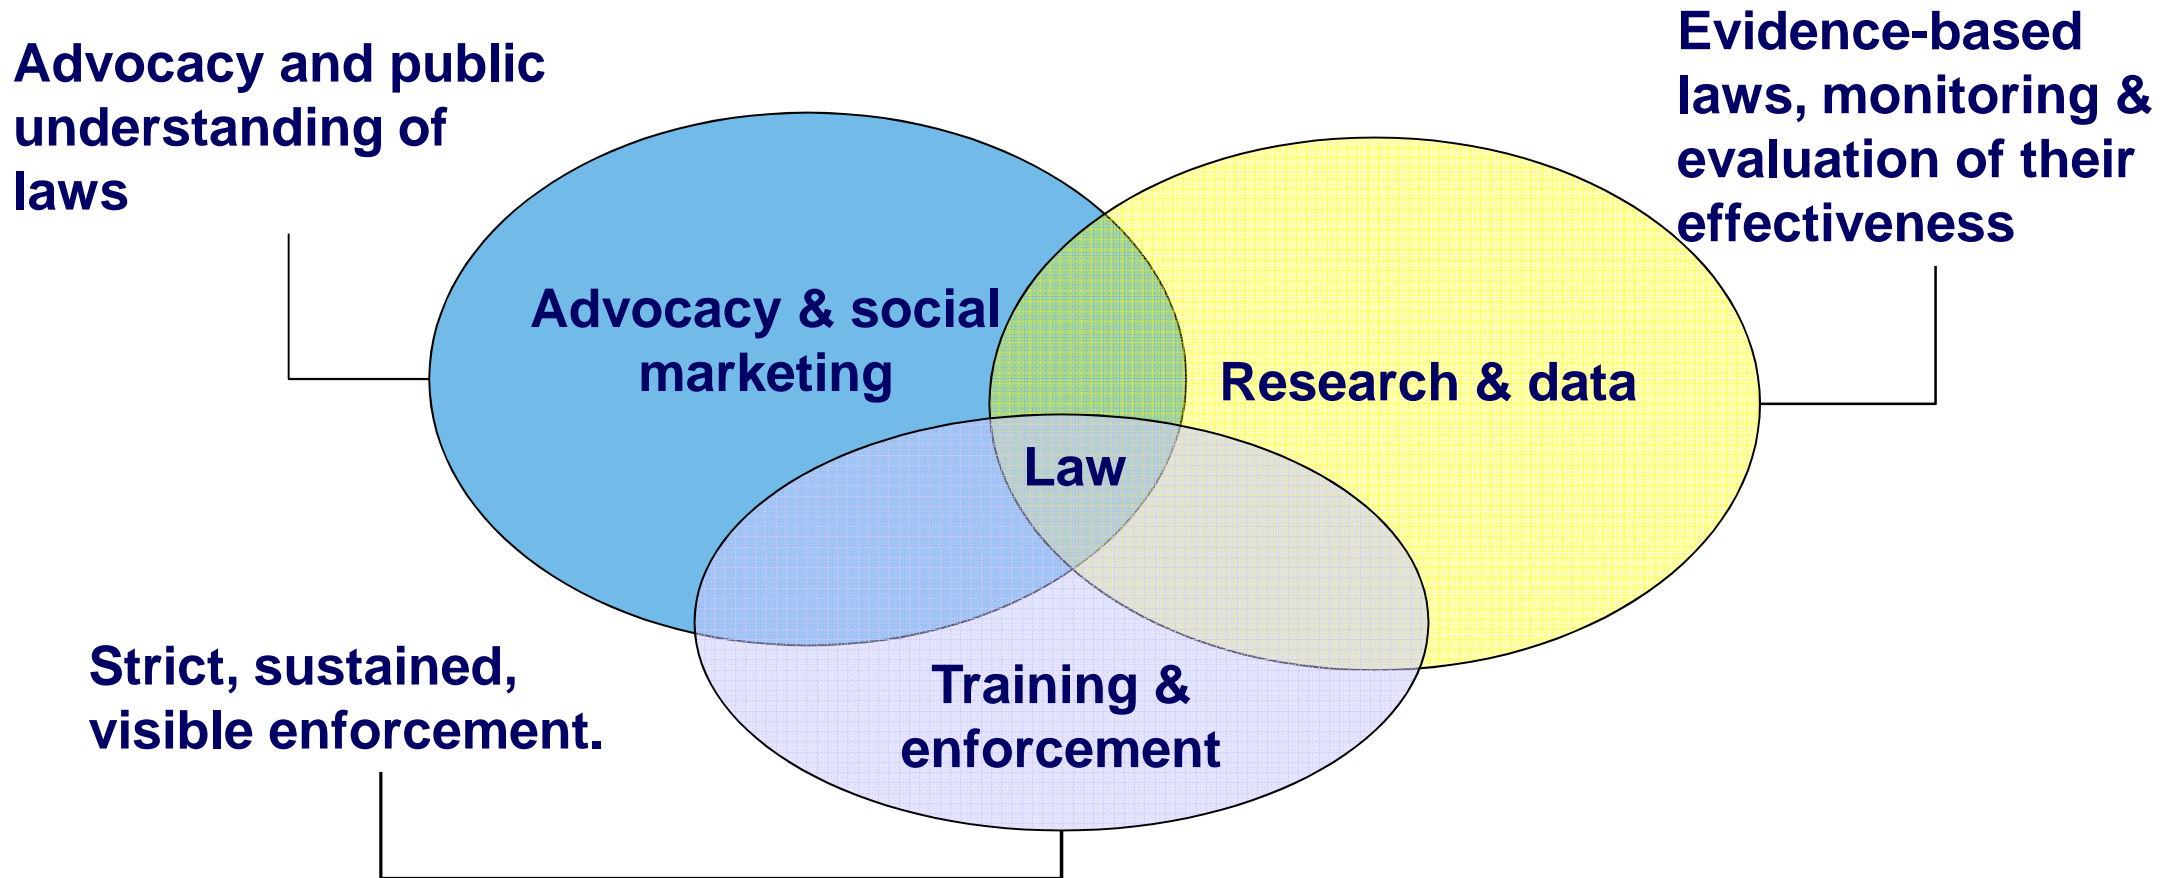 Advocacy and public
understanding of
laws
Evidence-based
laws, monitoring &
evaluation of their
effectiveness
Advocacy & social
marketing
Research & data
Law
Strict, sustained,
visible enforcement.
Training &
enforcement